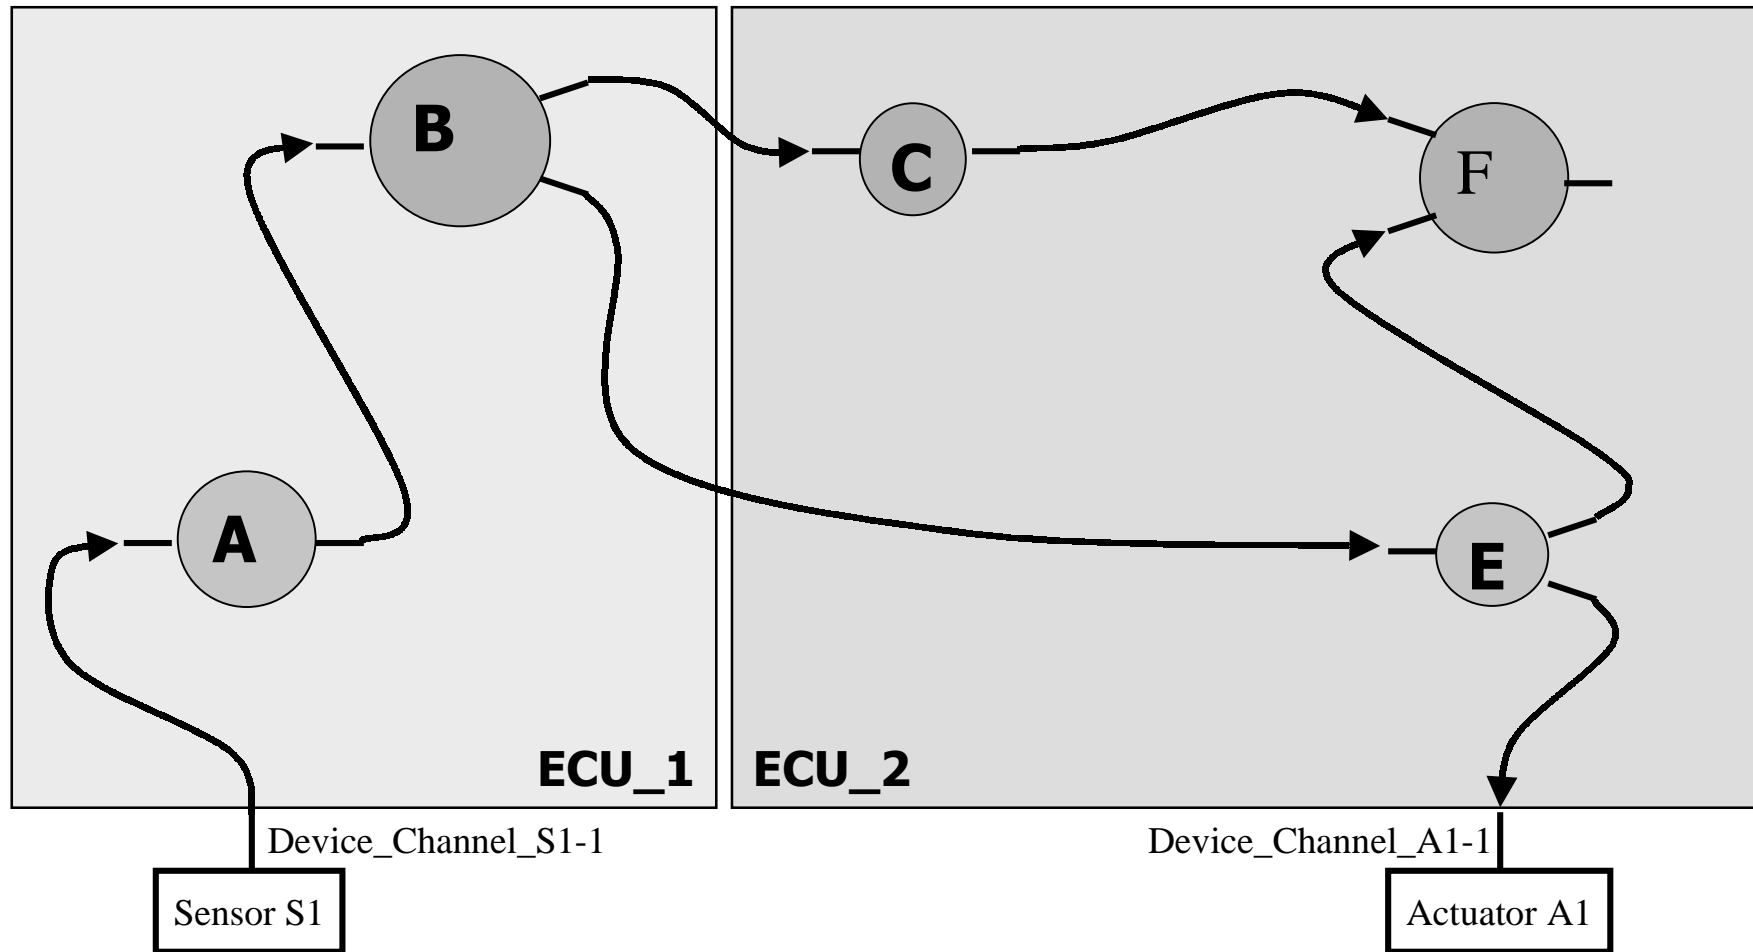 B
C
F
A
E
ECU_1
ECU_2
Device_Channel_S1-1
Device_Channel_A1-1
Sensor S1
Actuator A1